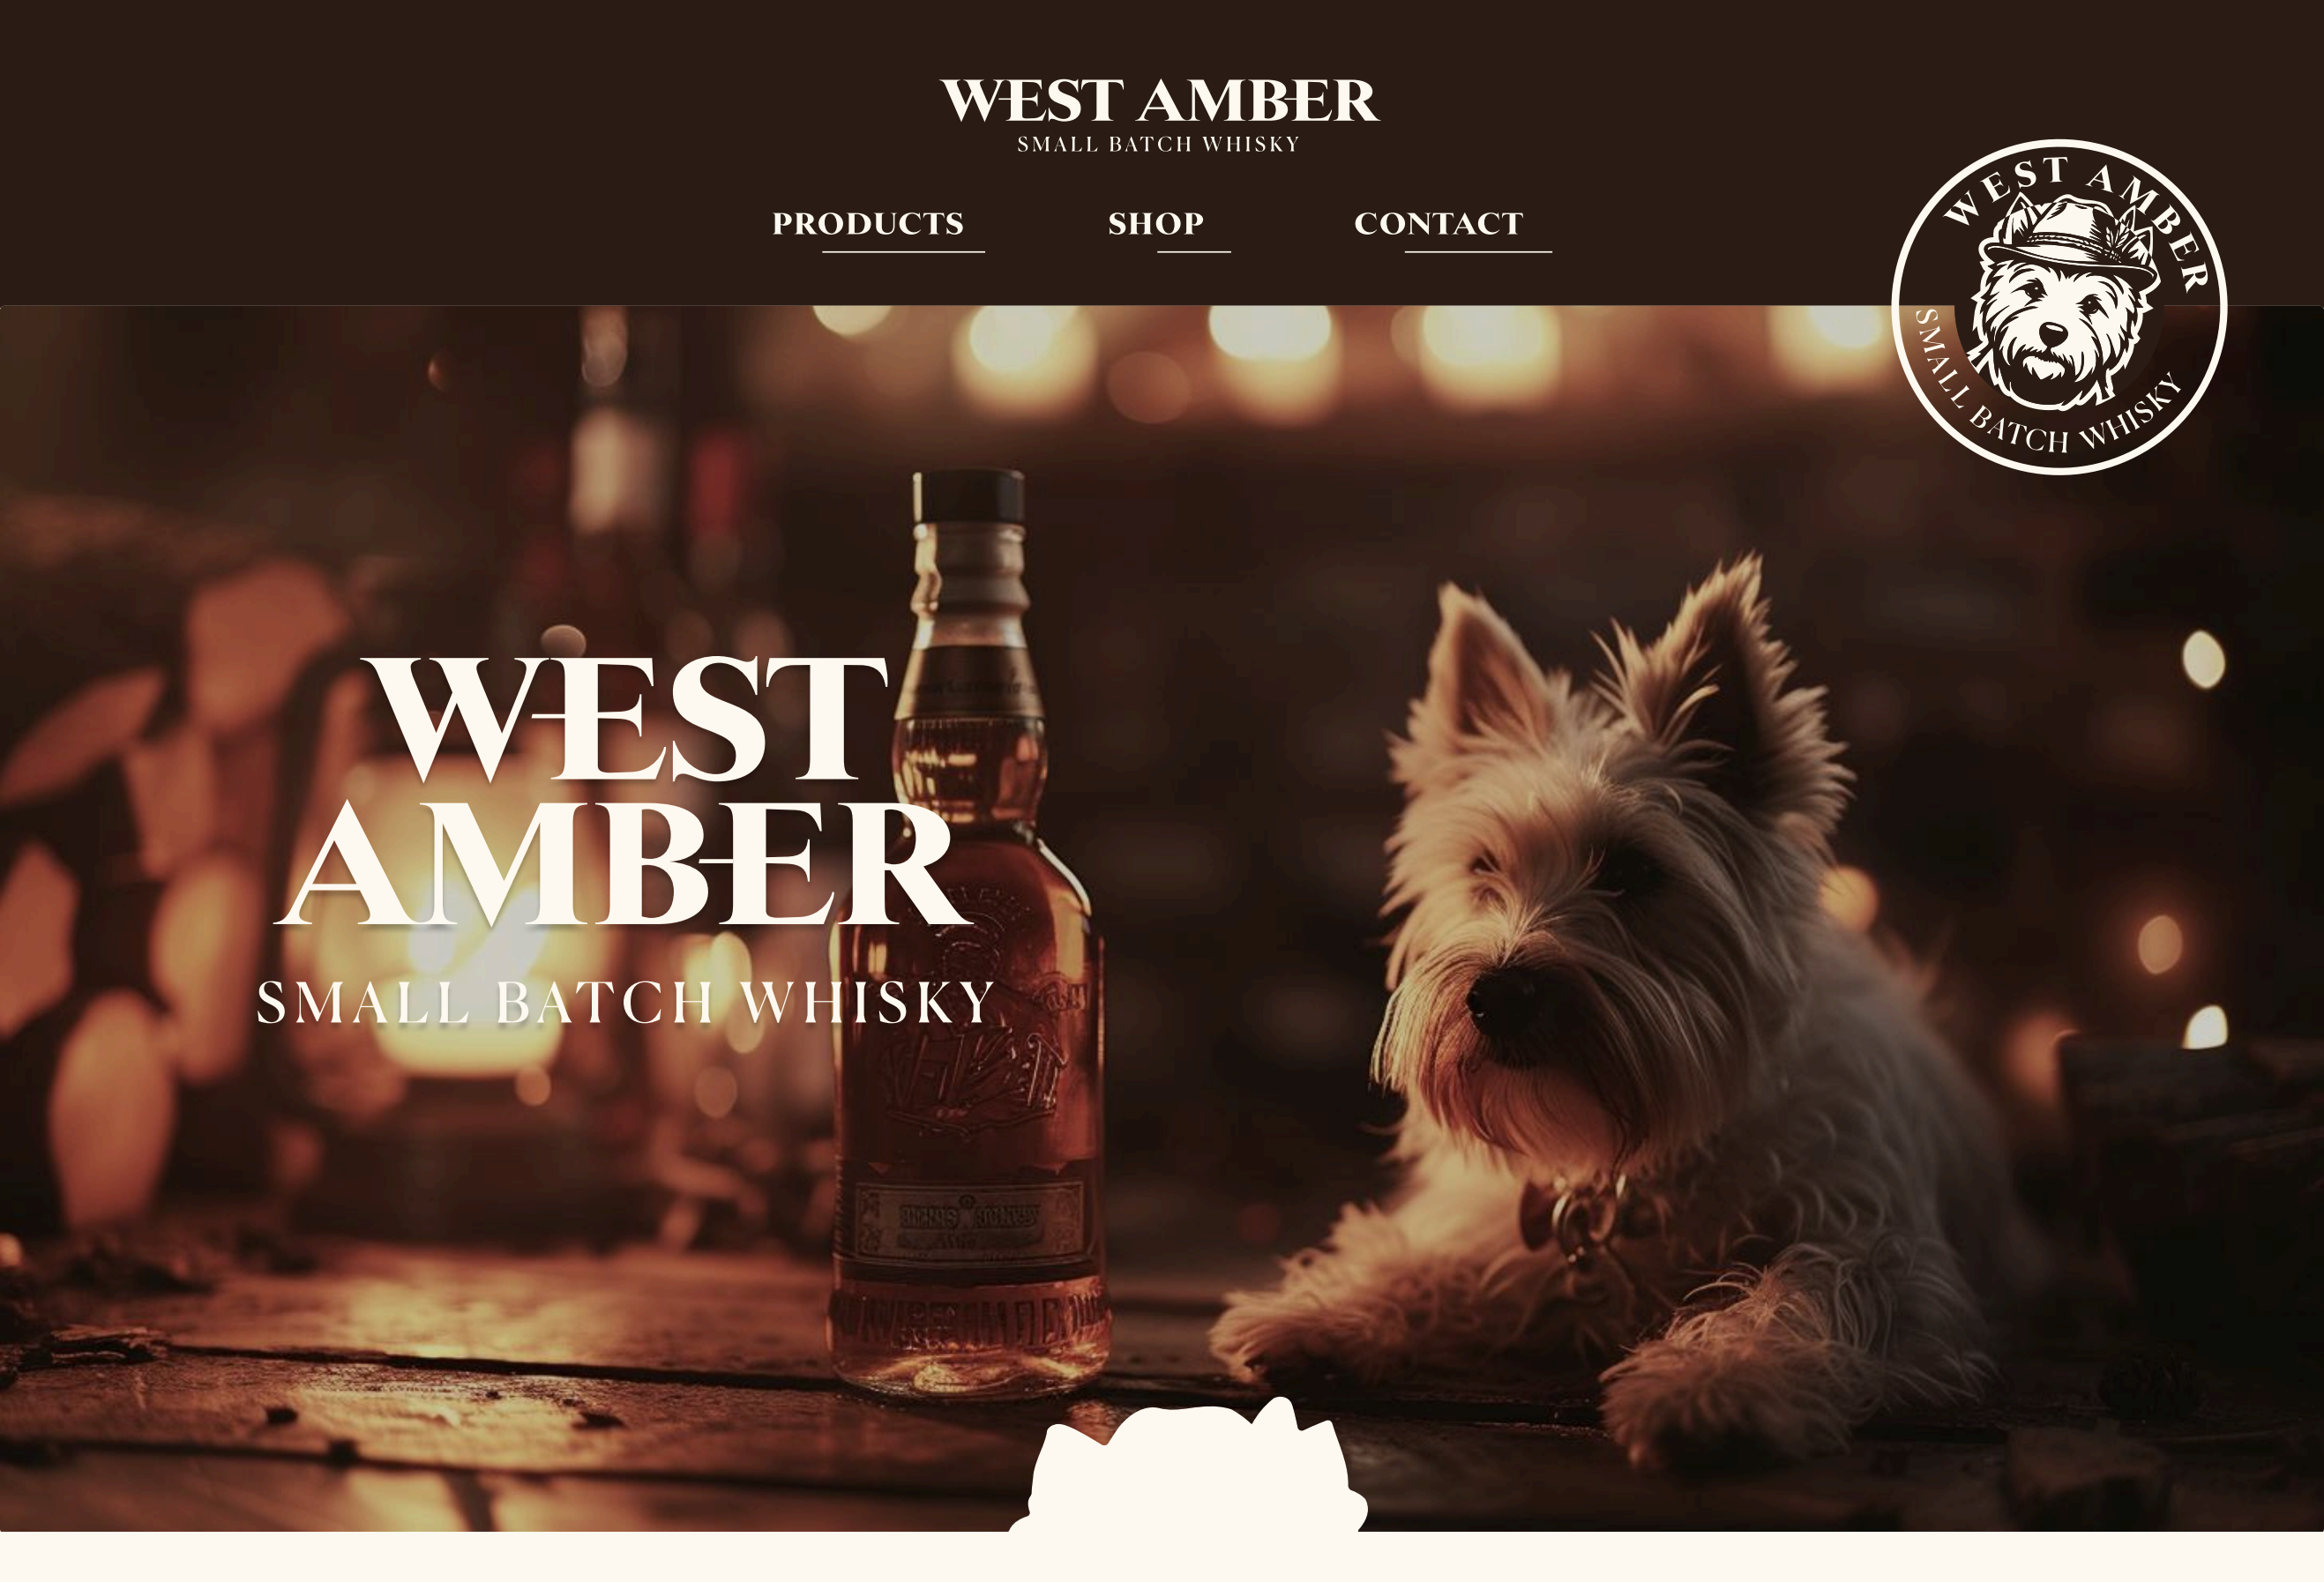 WEST AMBER
SMALL BATCH WHISKY
PRODUCTS
SHOP
CONTACT
WEST AMBER
SMALL BATCH WHISKY
WEST
AMBER
SMALL BATCH WHISKY